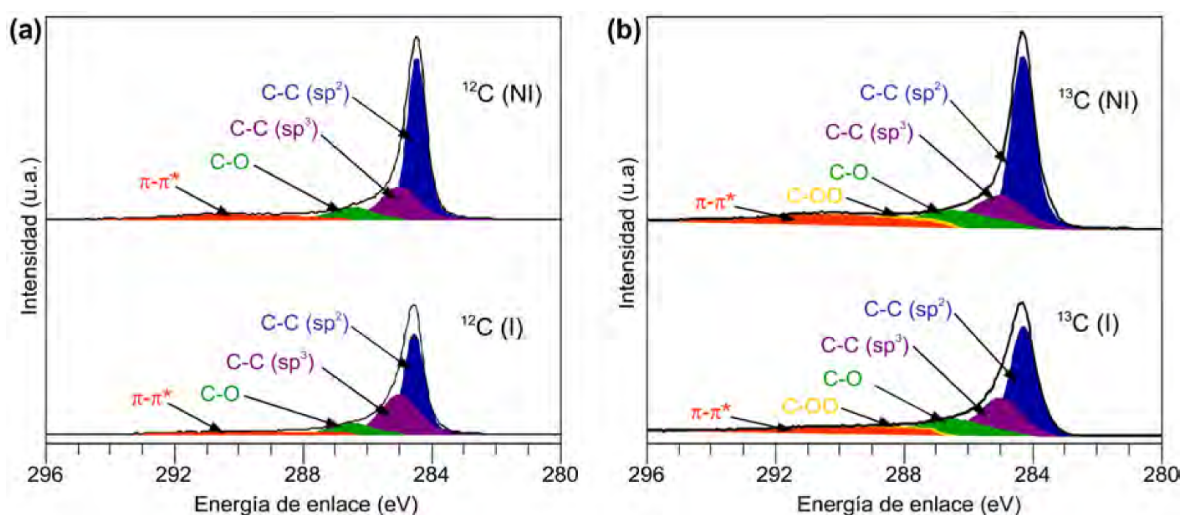 (a)
¹²C (NI)
C-C (sp²)
C-C (sp³)
C-O
π-π*
¹²C (I)
C-C (sp²)
C-C (sp³)
C-O
π-π*
Intensidad (u.a.)
296 292 288 284 280
Energía de enlace (eV)
(b)
¹³C (NI)
C-C (sp²)
C-C (sp³)
C-O
C-OO
π-π*
¹³C (I)
C-C (sp²)
C-C (sp³)
C-O
C-OO
π-π*
Intensidad (u.a)
296 292 288 284 280
Energía de enlace (eV)